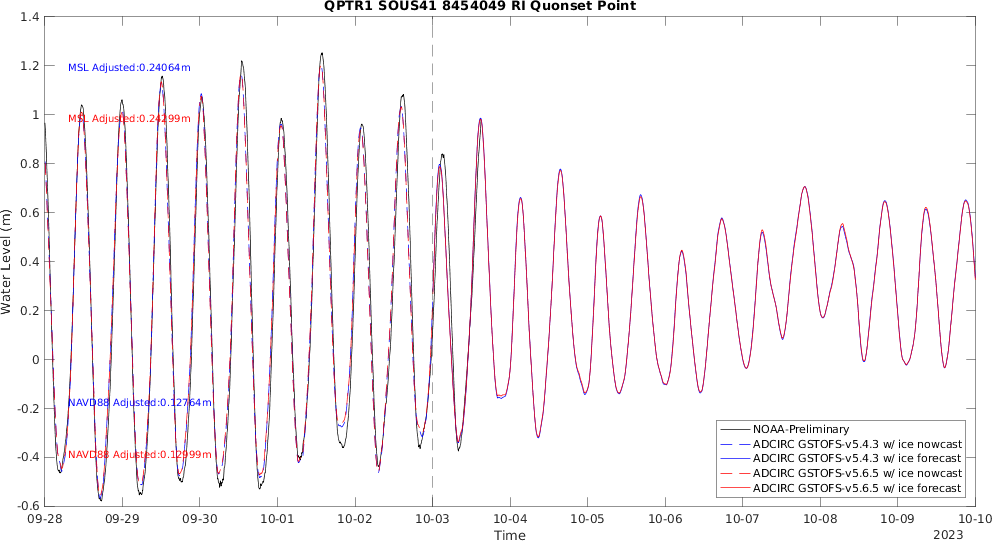 QPTR1 SOUS41 8454049 RI Quonset Point
1.4
1.2
1
0.8
0.6
0.4
0.2
0
-0.2
-0.4
-0.6
Water Level (m)
MSL Adjusted:0.24064m
MSL Adjusted:0.24299m
NAVD88 Adjusted:0.12764m
NAVD88 Adjusted:0.12999m
NOAA-Preliminary
ADCIRC GSTOFS-v5.4.3 w/ ice nowcast
ADCIRC GSTOFS-v5.4.3 w/ ice forecast
ADCIRC GSTOFS-v5.6.5 w/ ice nowcast
ADCIRC GSTOFS-v5.6.5 w/ ice forecast
09-28 09-29 09-30 10-01 10-02 10-03 10-04 10-05 10-06 10-07 10-08 10-09 10-10
Time
2023